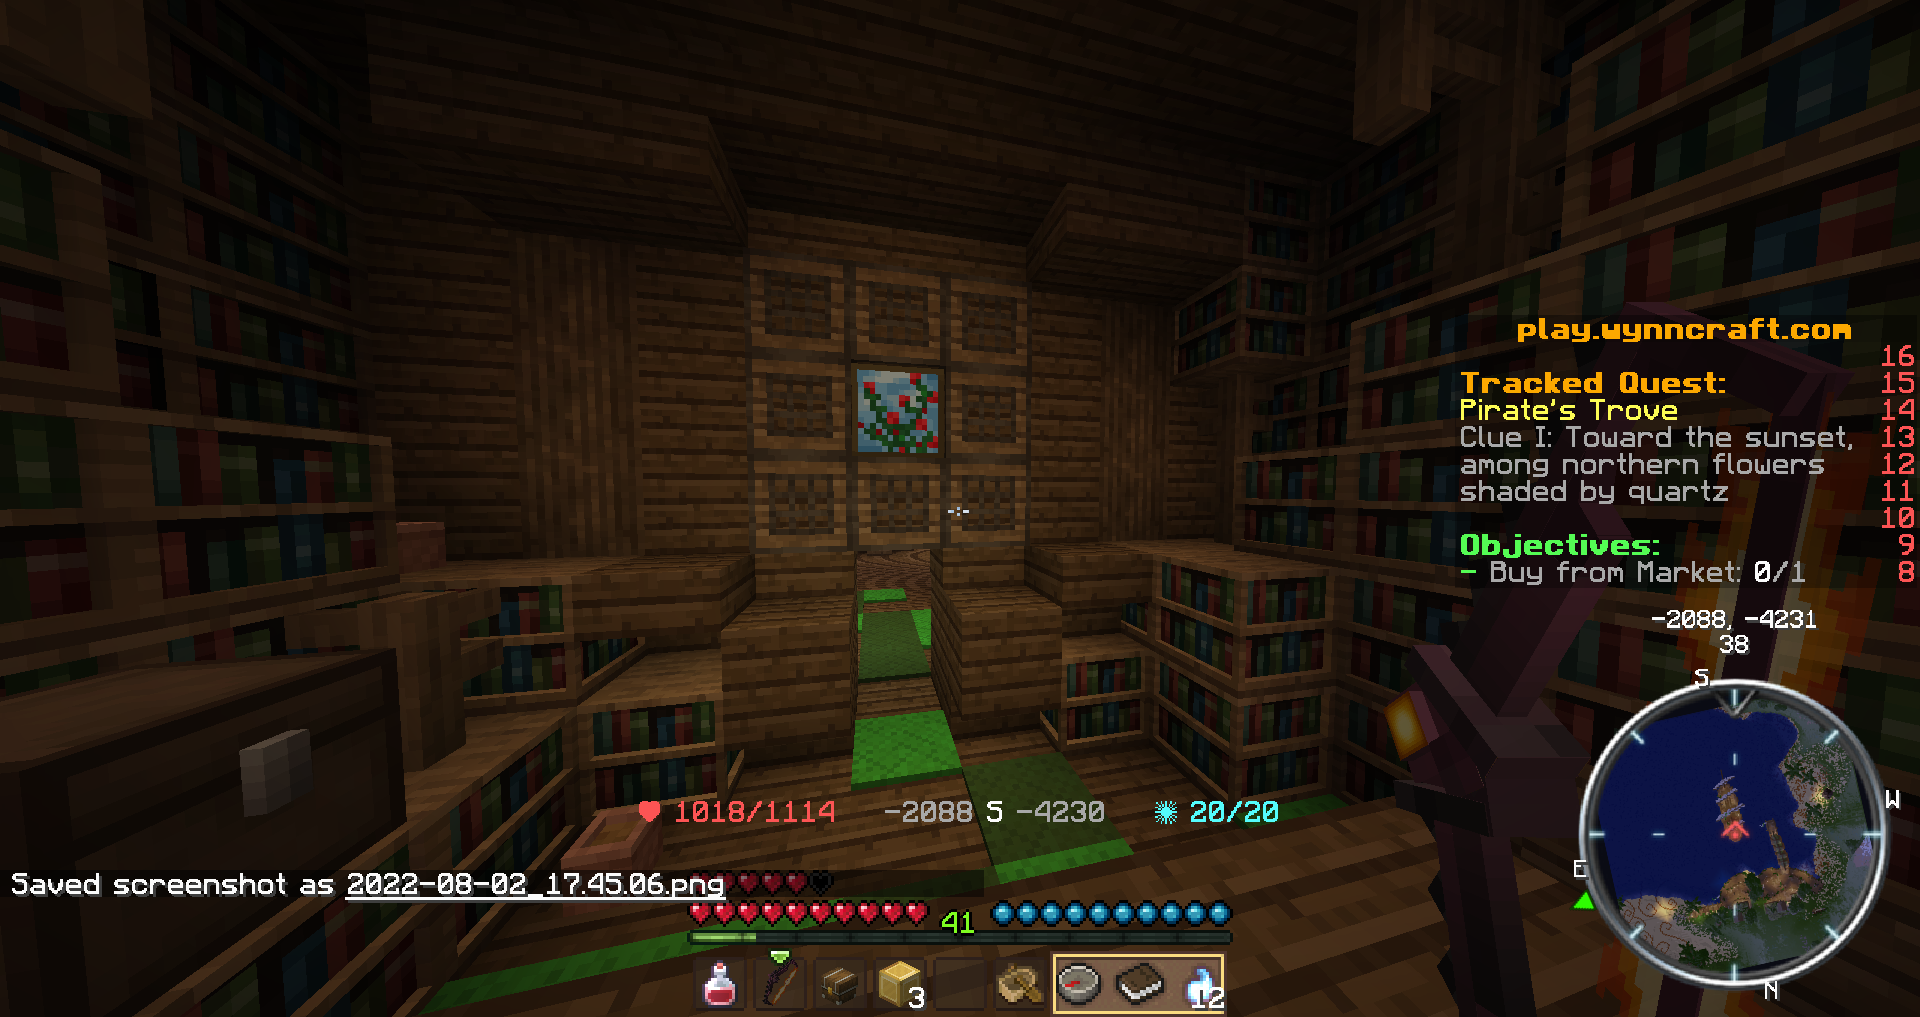 play.wynncraft.com
16
Tracked Quest: 15
Pirate's Trove 14
Clue I: Toward the sunset, 13
among northern flowers 12
shaded by quartz 11
10
Objectives: 9
- Buy from Market: 0/1 8
-2088, -4231
38
S
W
E
N
1018/1114 -2088 S -4230 20/20
Saved screenshot as 2022-08-02_17.45.06.png
41
3
12